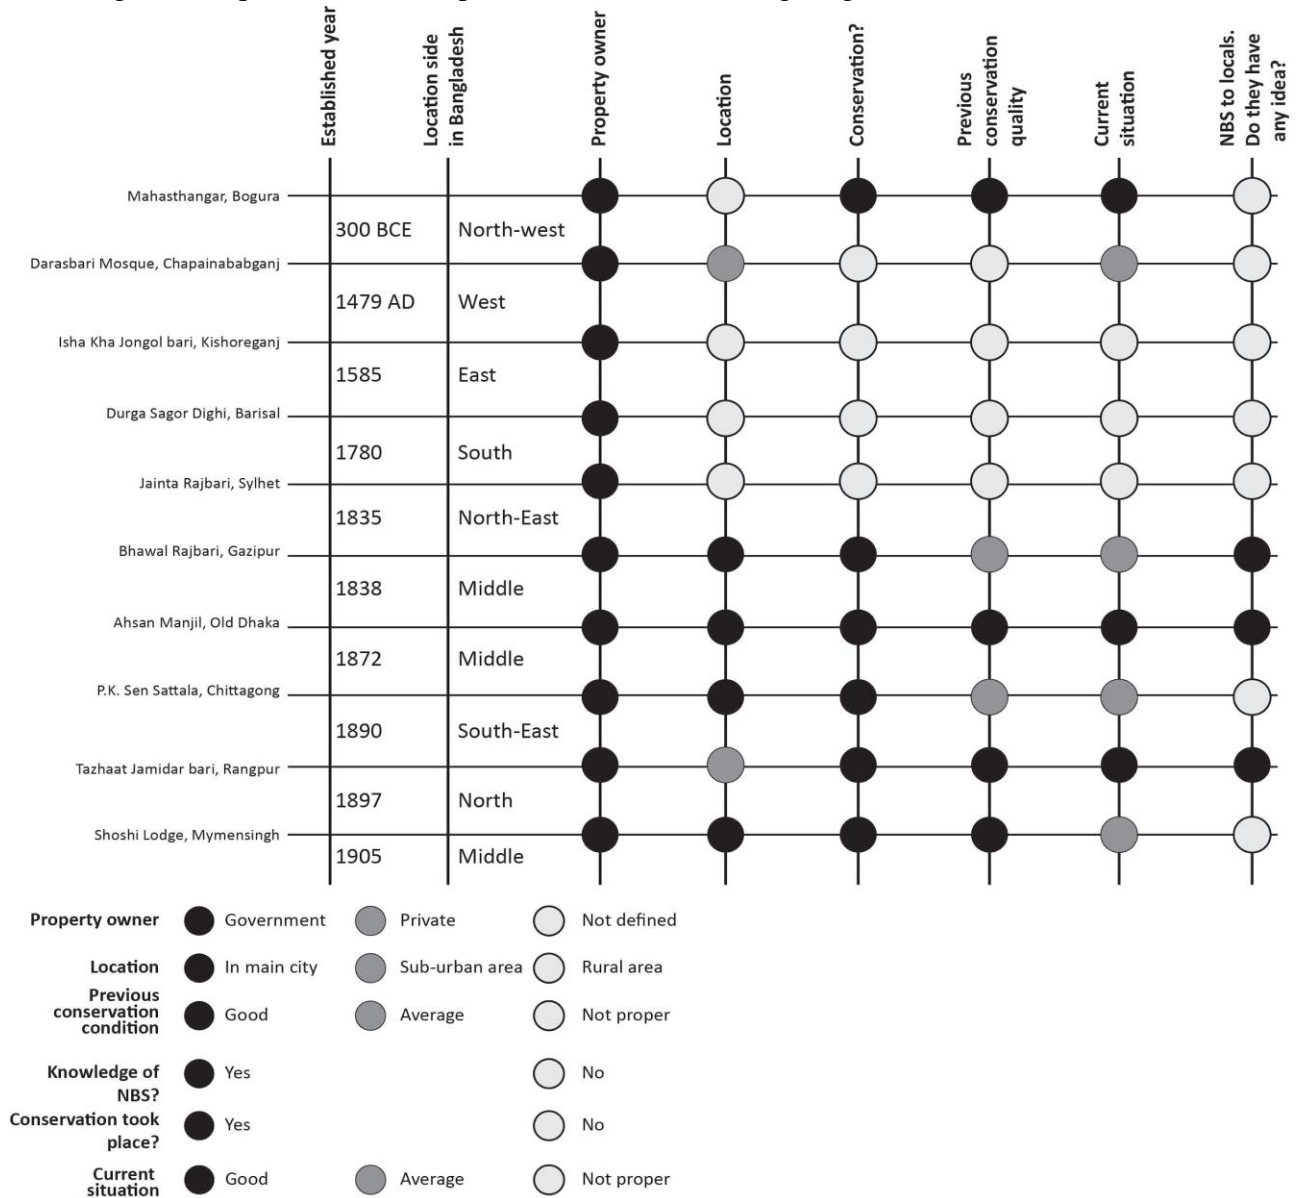 Established year
Location side
in Bangladesh
Property owner
Location
Conservation?
Previous
conservation
quality
Current
situation
NBS to locals.
Do they have
any idea?
Mahasthangar, Bogura
300 BCE North-west
Darasbari Mosque, Chapainababganj
1479 AD West
Isha Kha Jongol bari, Kishoreganj
1585 East
Durga Sagor Dighi, Barisal
1780 South
Jainta Rajbari, Sylhet
1835 North-East
Bhawal Rajbari, Gazipur
1838 Middle
Ahsan Manjil, Old Dhaka
1872 Middle
P.K. Sen Sattala, Chittagong
1890 South-East
Tazhaat Jamidar bari, Rangpur
1897 North
Shoshi Lodge, Mymensingh
1905 Middle
Property owner Government Private Not defined
Location In main city Sub-urban area Rural area
Previous
conservation
condition Good Average Not proper
Knowledge of
NBS? Yes No
Conservation took
place? Yes No
Current
situation Good Average Not proper